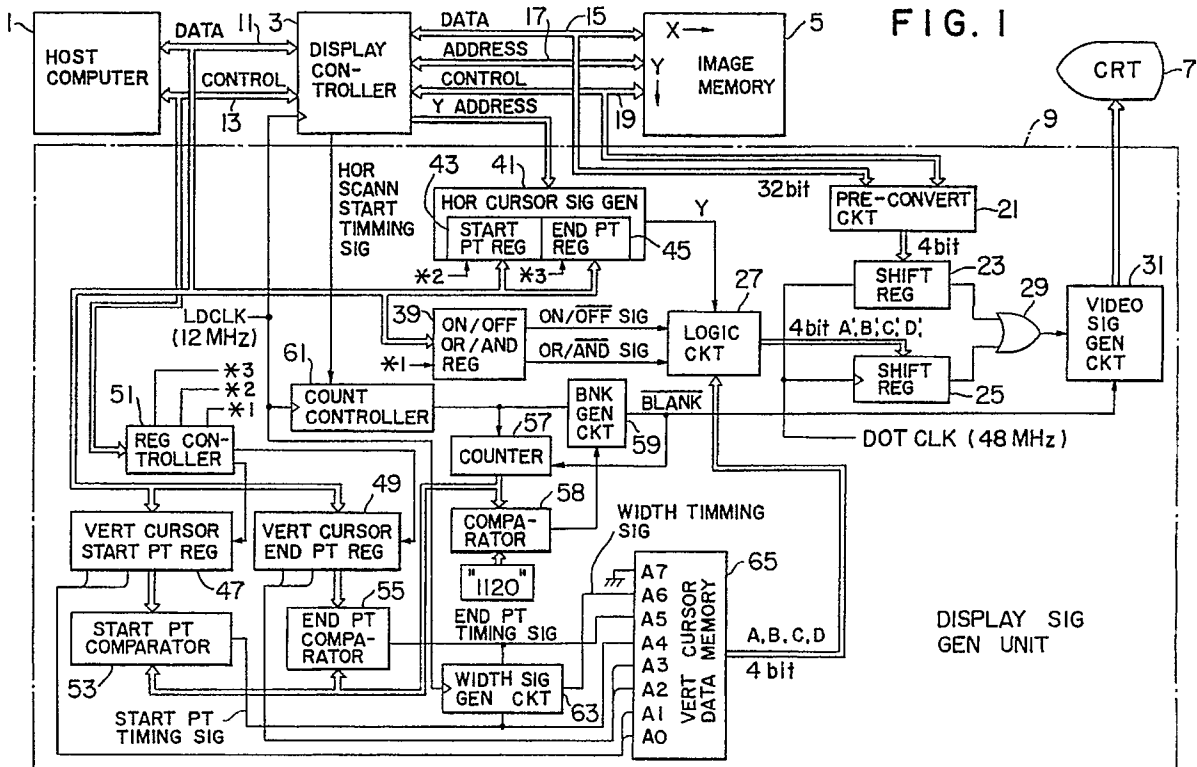 FIG. 1
1
HOST
COMPUTER
DATA
11
CONTROL
13
3
DISPLAY
CON-
TROLLER
DATA
15
17
ADDRESS
CONTROL
19
Y ADDRESS
5
X
Y
IMAGE
MEMORY
CRT
7
9
HOR
SCANN
START
TIMMING
SIG
43
41
HOR CURSOR SIG GEN
START
PT REG
END PT
REG
45
*2
*3
Y
32bit
PRE-CONVERT
CKT
21
4bit
SHIFT
REG
23
29
31
VIDEO
SIG
GEN
CKT
LDCLK
(12 MHz)
39
ON/OFF
OR/AND
REG
*1
ON/OFF SIG
OR/AND SIG
27
LOGIC
CKT
4bit A',B',C',D'
SHIFT
REG
25
61
COUNT
CONTROLLER
BNK
GEN
CKT
59
BLANK
DOT CLK (48 MHz)
*3
*2
*1
51
REG CON-
TROLLER
57
COUNTER
58
COMPA-
RATOR
"1120"
WIDTH TIMMING
SIG
49
VERT CURSOR
START PT REG
47
VERT CURSOR
END PT REG
START PT
COMPARATOR
53
55
END PT
COMPA-
RATOR
END PT
TIMING SIG
WIDTH SIG
GEN CKT
63
START PT
TIMING SIG
A7
A6
A5
A4
A3
A2
A1
A0
VERT CURSOR
DATA MEMORY
65
A,B,C,D
4 bit
DISPLAY SIG
GEN UNIT